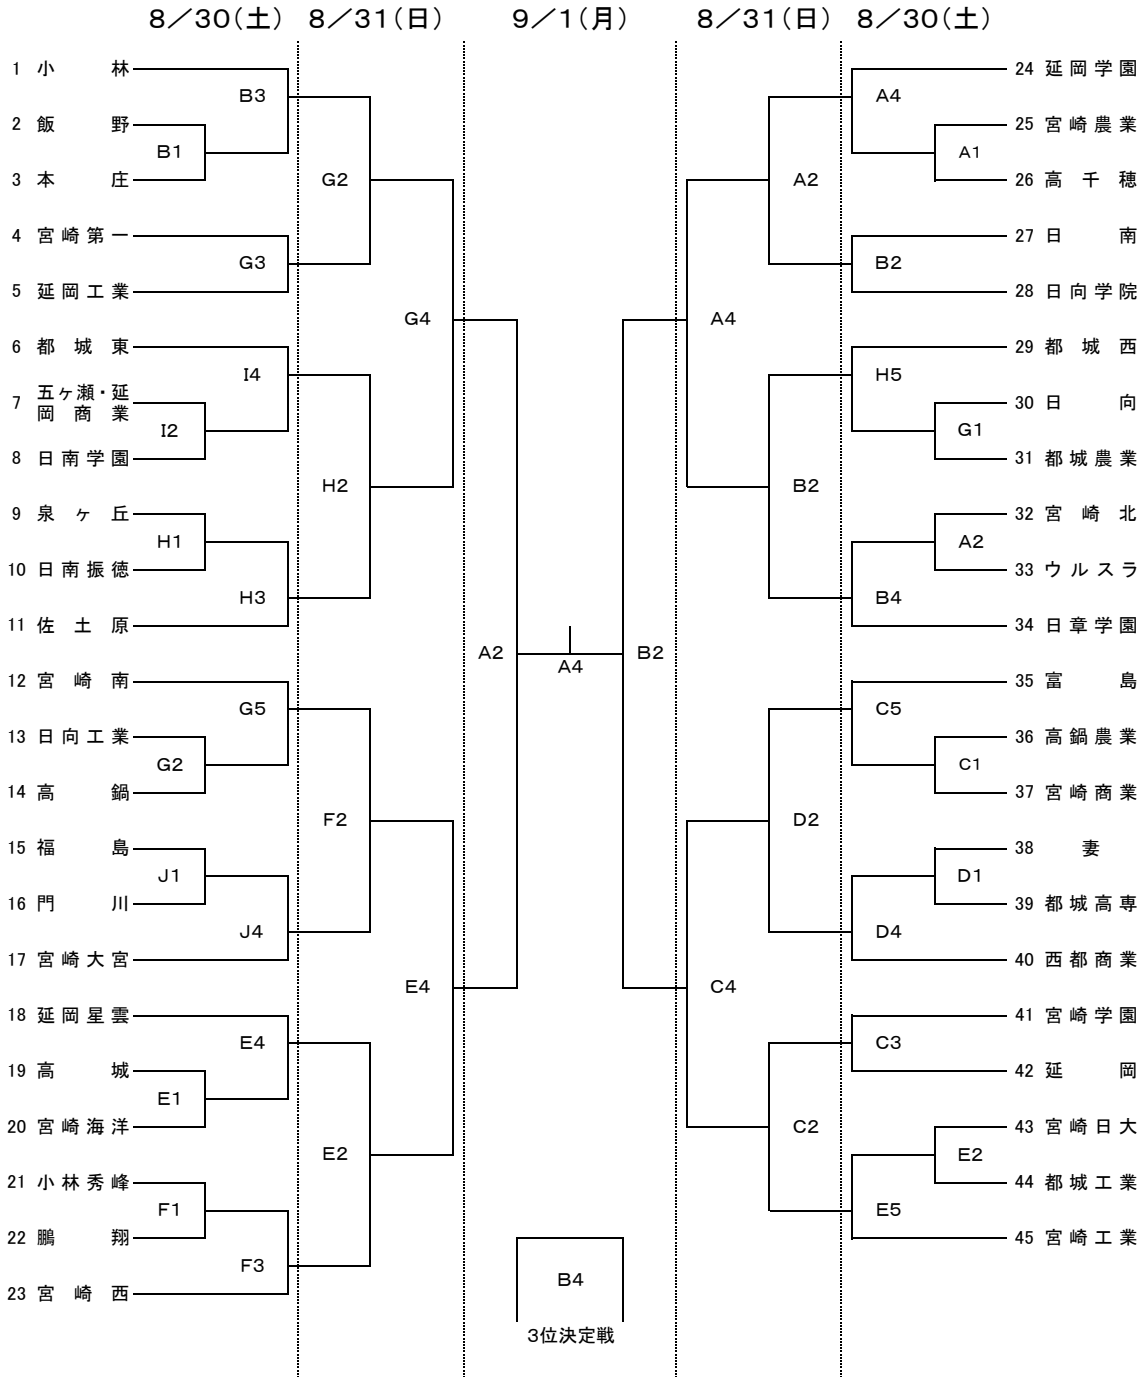 8／30（土） 8／31（日） 9／1（月） 8／31（日） 8／30（土）
1 小林
B3
2 飯野
B1
3 本庄
G2
4 宮崎第一
G3
5 延岡工業
G4
6 都城東
I4
7 五ヶ瀬・延
岡商業
I2
8 日南学園
H2
9 泉ヶ丘
H1
10 日南振徳
H3
11 佐土原
A2
12 宮崎南
G5
13 日向工業
G2
14 高鍋
F2
15 福島
J1
16 門川
J4
17 宮崎大宮
E4
18 延岡星雲
E4
19 高城
E1
20 宮崎海洋
E2
21 小林秀峰
F1
22 鵬翔
F3
23 宮崎西
A4
B4
3位決定戦
24 延岡学園
A4
25 宮崎農業
A1
26 高千穂
A2
27 日南
B2
28 日向学院
A4
29 都城西
H5
30 日向
G1
31 都城農業
B2
32 宮崎北
A2
33 ウルスラ
B4
34 日章学園
B2
35 富島
C5
36 高鍋農業
C1
37 宮崎商業
D2
38 妻
D1
39 都城高専
D4
40 西都商業
C4
41 宮崎学園
C3
42 延岡
C2
43 宮崎日大
E2
44 都城工業
E5
45 宮崎工業